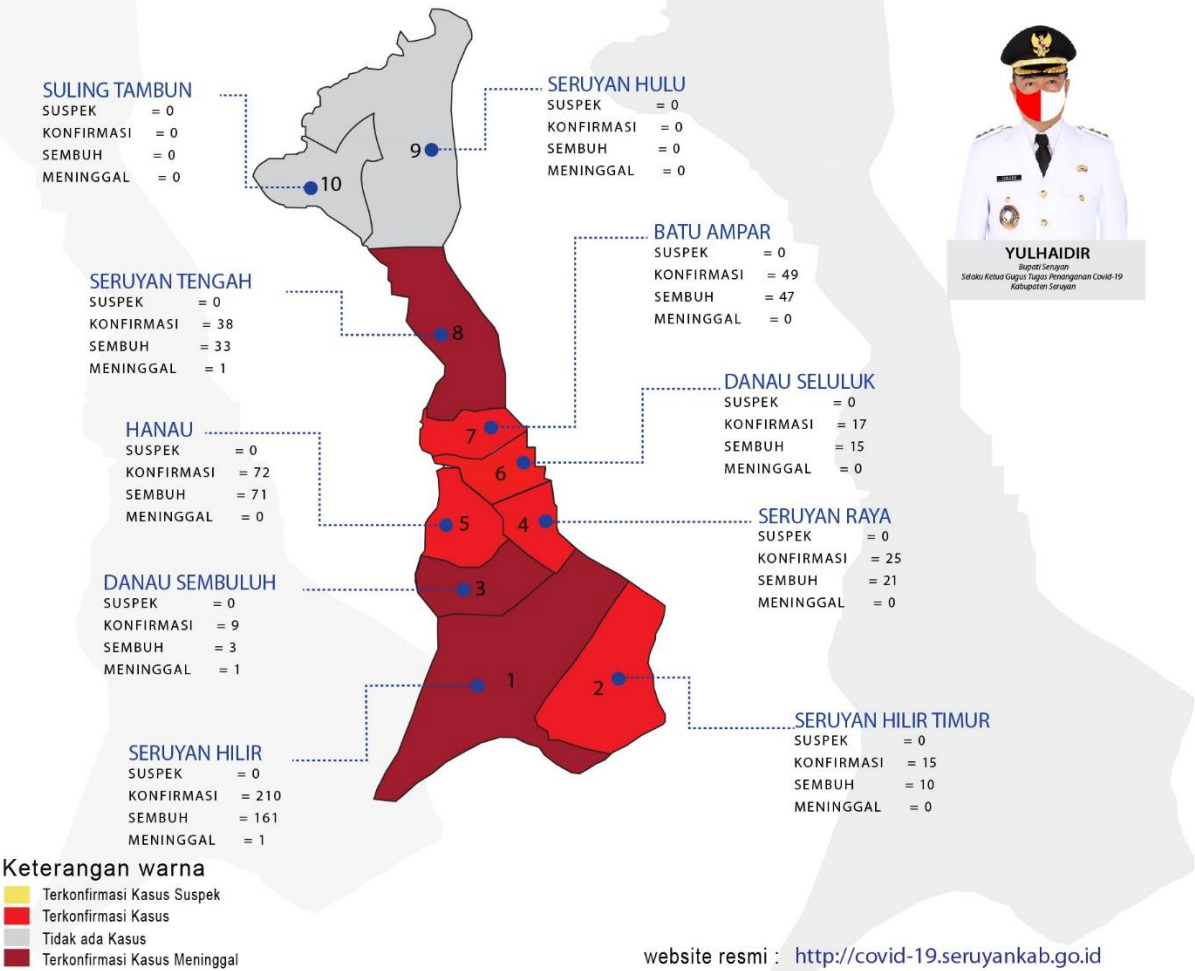 SULING TAMBUN
SUSPEK = 0
KONFIRMASI = 0
SEMBUH = 0
MENINGGAL = 0
SERUYAN HULU
SUSPEK = 0
KONFIRMASI = 0
SEMBUH = 0
MENINGGAL = 0
YULHAIDIR
Bupati Seruyan
Selaku Ketua Gugus Tugas Penanganan Covid-19
Kabupaten Seruyan
BATU AMPAR
SUSPEK = 0
KONFIRMASI = 49
SEMBUH = 47
MENINGGAL = 0
SERUYAN TENGAH
SUSPEK = 0
KONFIRMASI = 38
SEMBUH = 33
MENINGGAL = 1
DANAU SELULUK
SUSPEK = 0
KONFIRMASI = 17
SEMBUH = 15
MENINGGAL = 0
HANAU
SUSPEK = 0
KONFIRMASI = 72
SEMBUH = 71
MENINGGAL = 0
SERUYAN RAYA
SUSPEK = 0
KONFIRMASI = 25
SEMBUH = 21
MENINGGAL = 0
DANAU SEMBULUH
SUSPEK = 0
KONFIRMASI = 9
SEMBUH = 3
MENINGGAL = 1
SERUYAN HILIR TIMUR
SUSPEK = 0
KONFIRMASI = 15
SEMBUH = 10
MENINGGAL = 0
SERUYAN HILIR
SUSPEK = 0
KONFIRMASI = 210
SEMBUH = 161
MENINGGAL = 1
9
10
8
7
6
5
4
3
1
2
Keterangan warna
Terkonfirmasi Kasus Suspek
Terkonfirmasi Kasus
Tidak ada Kasus
Terkonfirmasi Kasus Meninggal
website resmi : http://covid-19.seruyankab.go.id